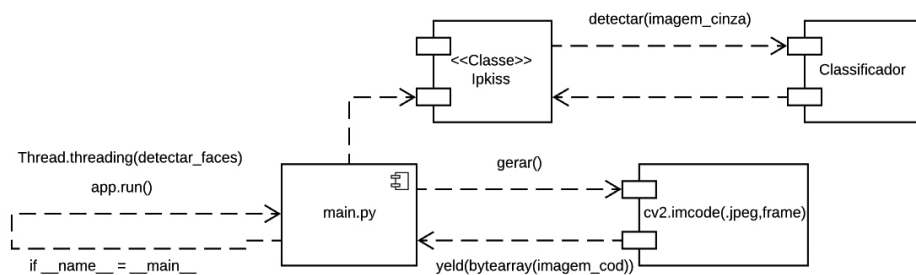 detectar(imagem_cinza)
<<Classe>>
Ipkiss
Classificador
Thread.threading(detectar_faces)
app.run()
gerar()
main.py
cv2.imcode(.jpeg,frame)
if __name__ = __main__
yeld(bytearray(imagem_cod))